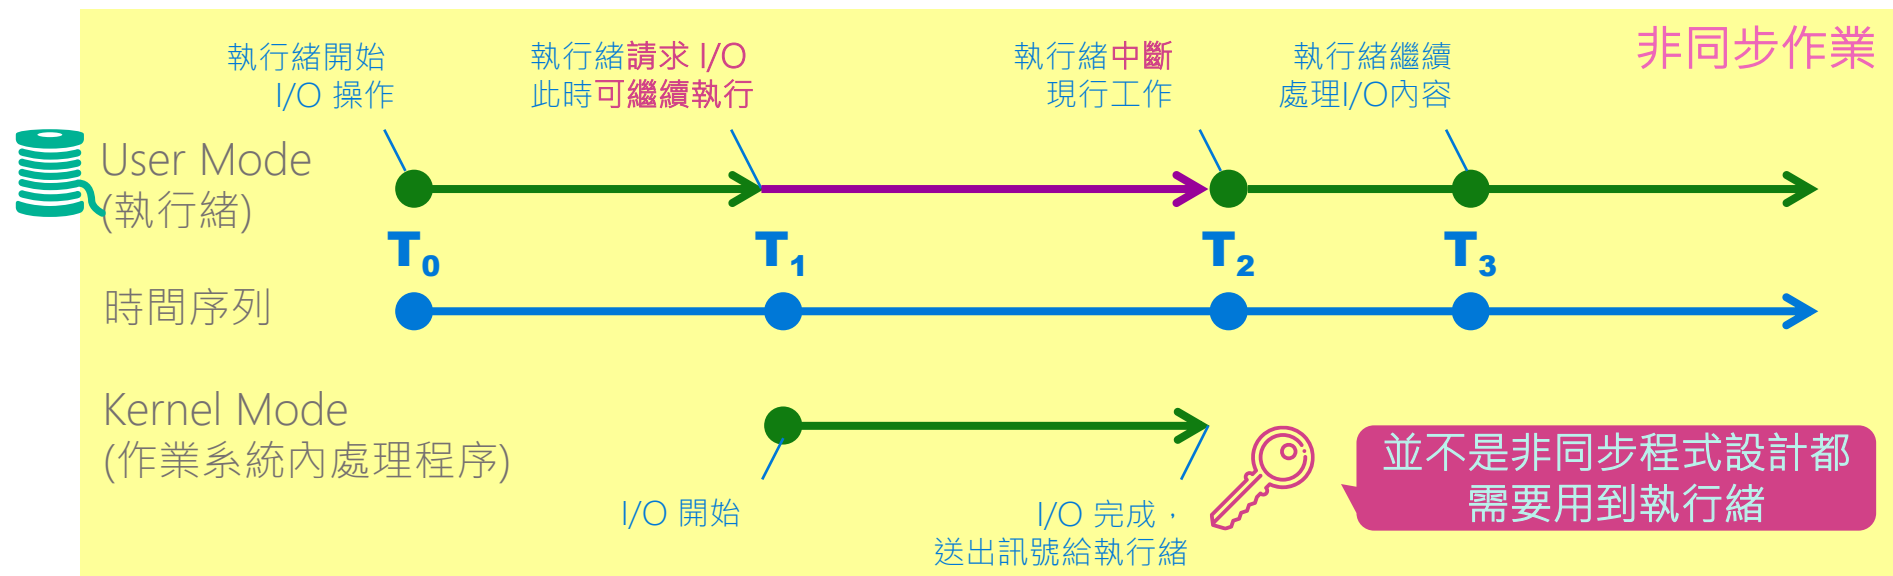 非同步作業
執行緒開始
I/O 操作
執行緒請求 I/O
此時可繼續執行
執行緒中斷
現行工作
執行緒繼續
處理I/O內容
User Mode
(執行緒)
T0
T1
T2
T3
時間序列
Kernel Mode
(作業系統內處理程序)
I/O 開始
I/O 完成，
送出訊號給執行緒
並不是非同步程式設計都
需要用到執行緒